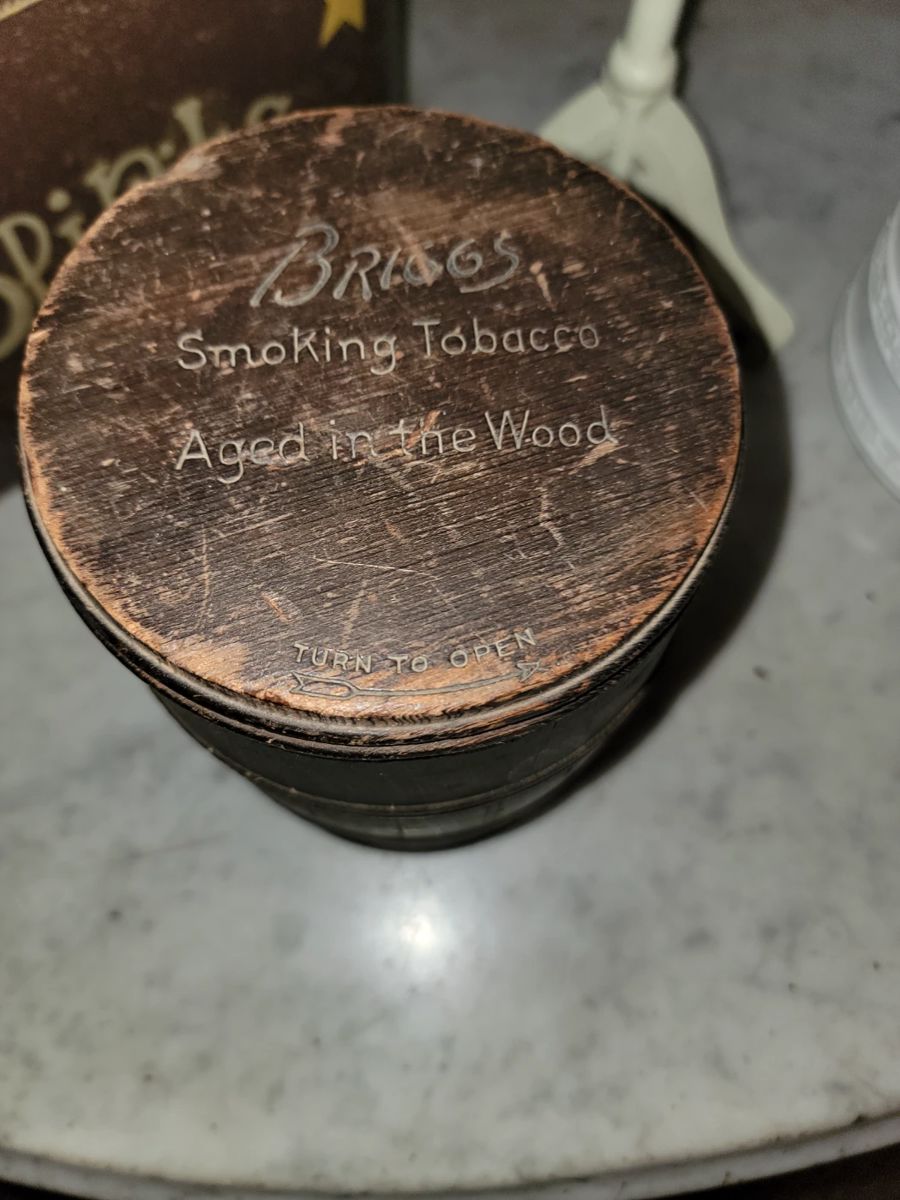 Briggs
Smoking Tobacco
Aged in the Wood
TURN TO OPEN